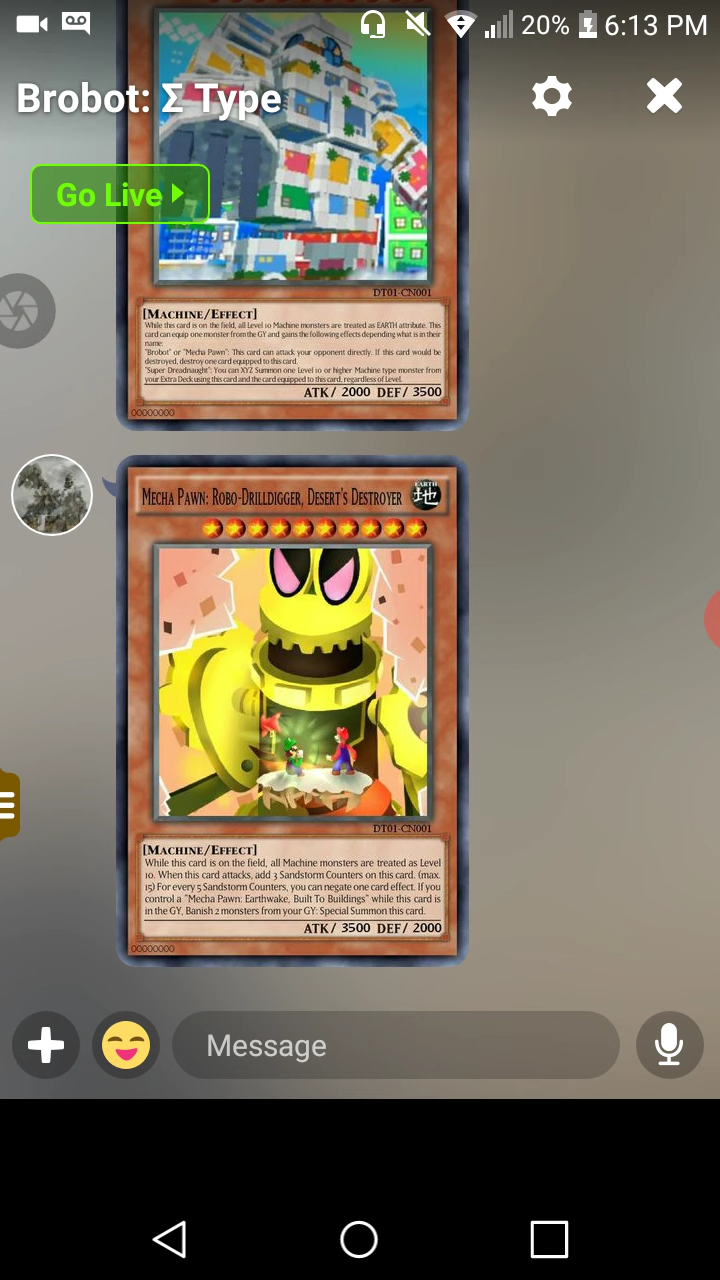 20% 6:13 PM
Brobot: Σ Type
Go Live
DT01-CN001
[Machine/Effect]
While this card is on the field, all Level 10 Machine monsters are treated as EARTH attribute. This
card can equip one monster from the GY and gains the following effects depending what is in their
name:
"Brobot" or "Mecha Pawn": This card can attack your opponent directly. If this card would be
destroyed, destroy one card equipped to this card.
"Super Dreadnaught": You can XYZ Summon one Level 10 or higher Machine type monster from
your Extra Deck using this card and the card equipped to this card, regardless of Level.
ATK/ 2000 DEF/ 3500
00000000
Mecha Pawn: Robo-Drilldigger, Desert's Destroyer
EARTH
地
DT01-CN001
[Machine/Effect]
While this card is on the field, all Machine monsters are treated as Level
10. When this card attacks, add 3 Sandstorm Counters on this card. (max.
15) For every 5 Sandstorm Counters, you can negate one card effect. If you
control a "Mecha Pawn: Earthwake, Built To Buildings" while this card is
in the GY, Banish 2 monsters from your GY: Special Summon this card.
ATK/ 3500 DEF/ 2000
00000000
Message